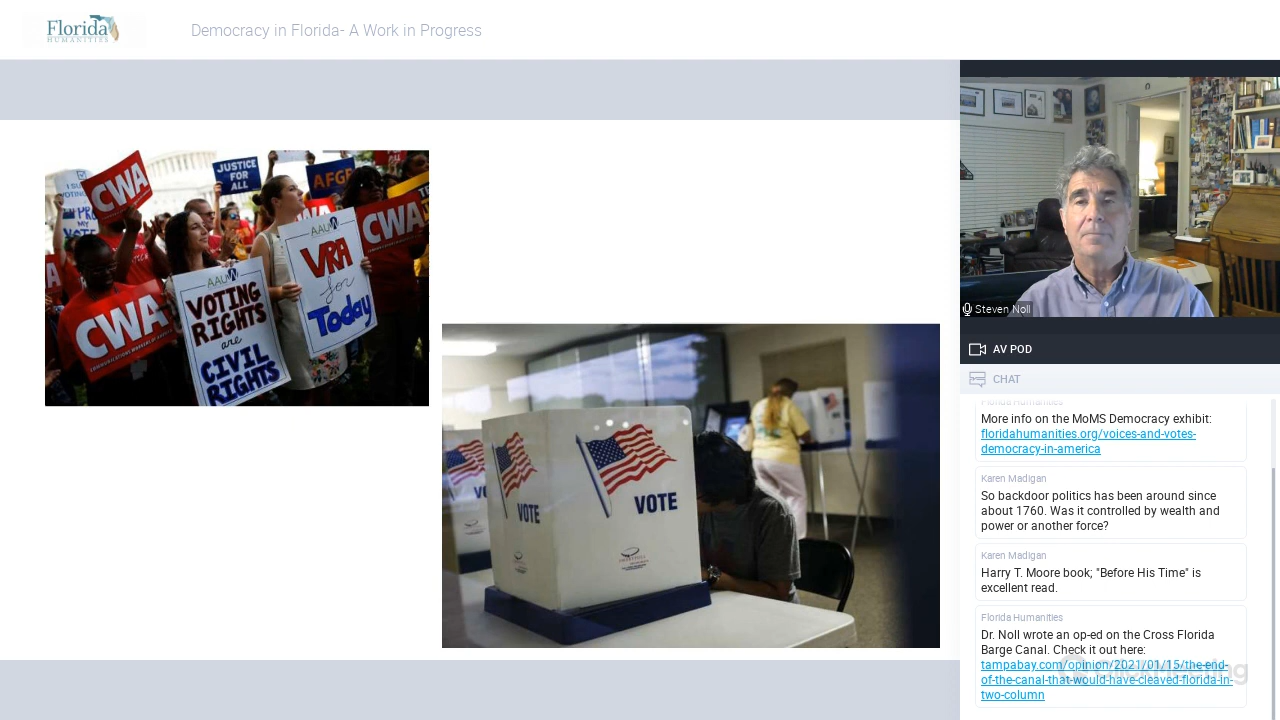 Florida
HUMANITIES
Democracy in Florida- A Work in Progress
CWA
JUSTICE
FOR
ALL
AFGE
CWA
CWA
AAUW
VRA
for
Today
AAUW
VOTING
RIGHTS
are
CIVIL
RIGHTS
CWA
COMMUNICATIONS WORKERS OF AMERICA
VOTE
VOTE
Steven Noll
AV POD
CHAT
Florida Humanities
More info on the MoMS Democracy exhibit:
floridahumanities.org/voices-and-votes-
democracy-in-america
Karen Madigan
So backdoor politics has been around since
about 1760. Was it controlled by wealth and
power or another force?
Karen Madigan
Harry T. Moore book; "Before His Time" is
excellent read.
Florida Humanities
Dr. Noll wrote an op-ed on the Cross Florida
Barge Canal. Check it out here:
tampabay.com/opinion/2021/01/15/the-end-
of-the-canal-that-would-have-cleaved-florida-in-
two-column